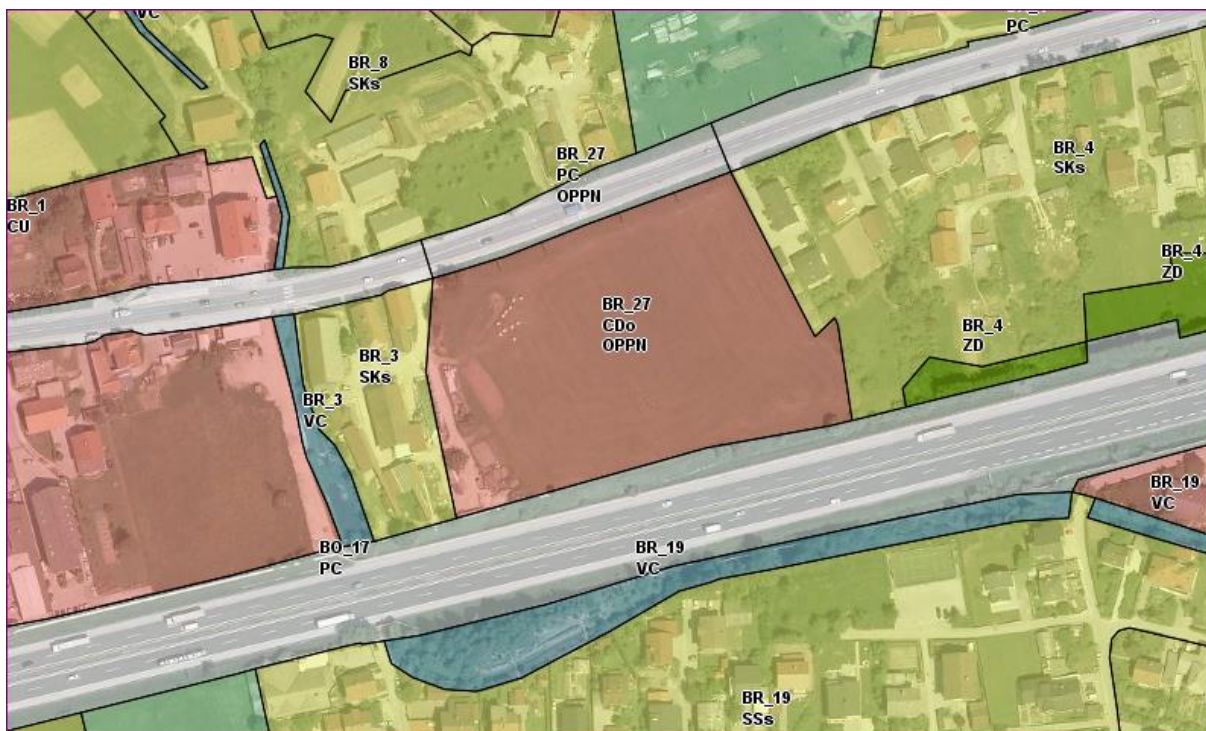 VC
PC
BR_8
SKs
BR_27
PC
OPPN
BR_4
SKs
BR_1
CU
BR_4
ZD
BR_27
CDo
OPPN
BR_4
ZD
BR_3
SKs
BR_3
VC
BR_19
VC
BO_17
PC
BR_19
VC
BR_19
SSs